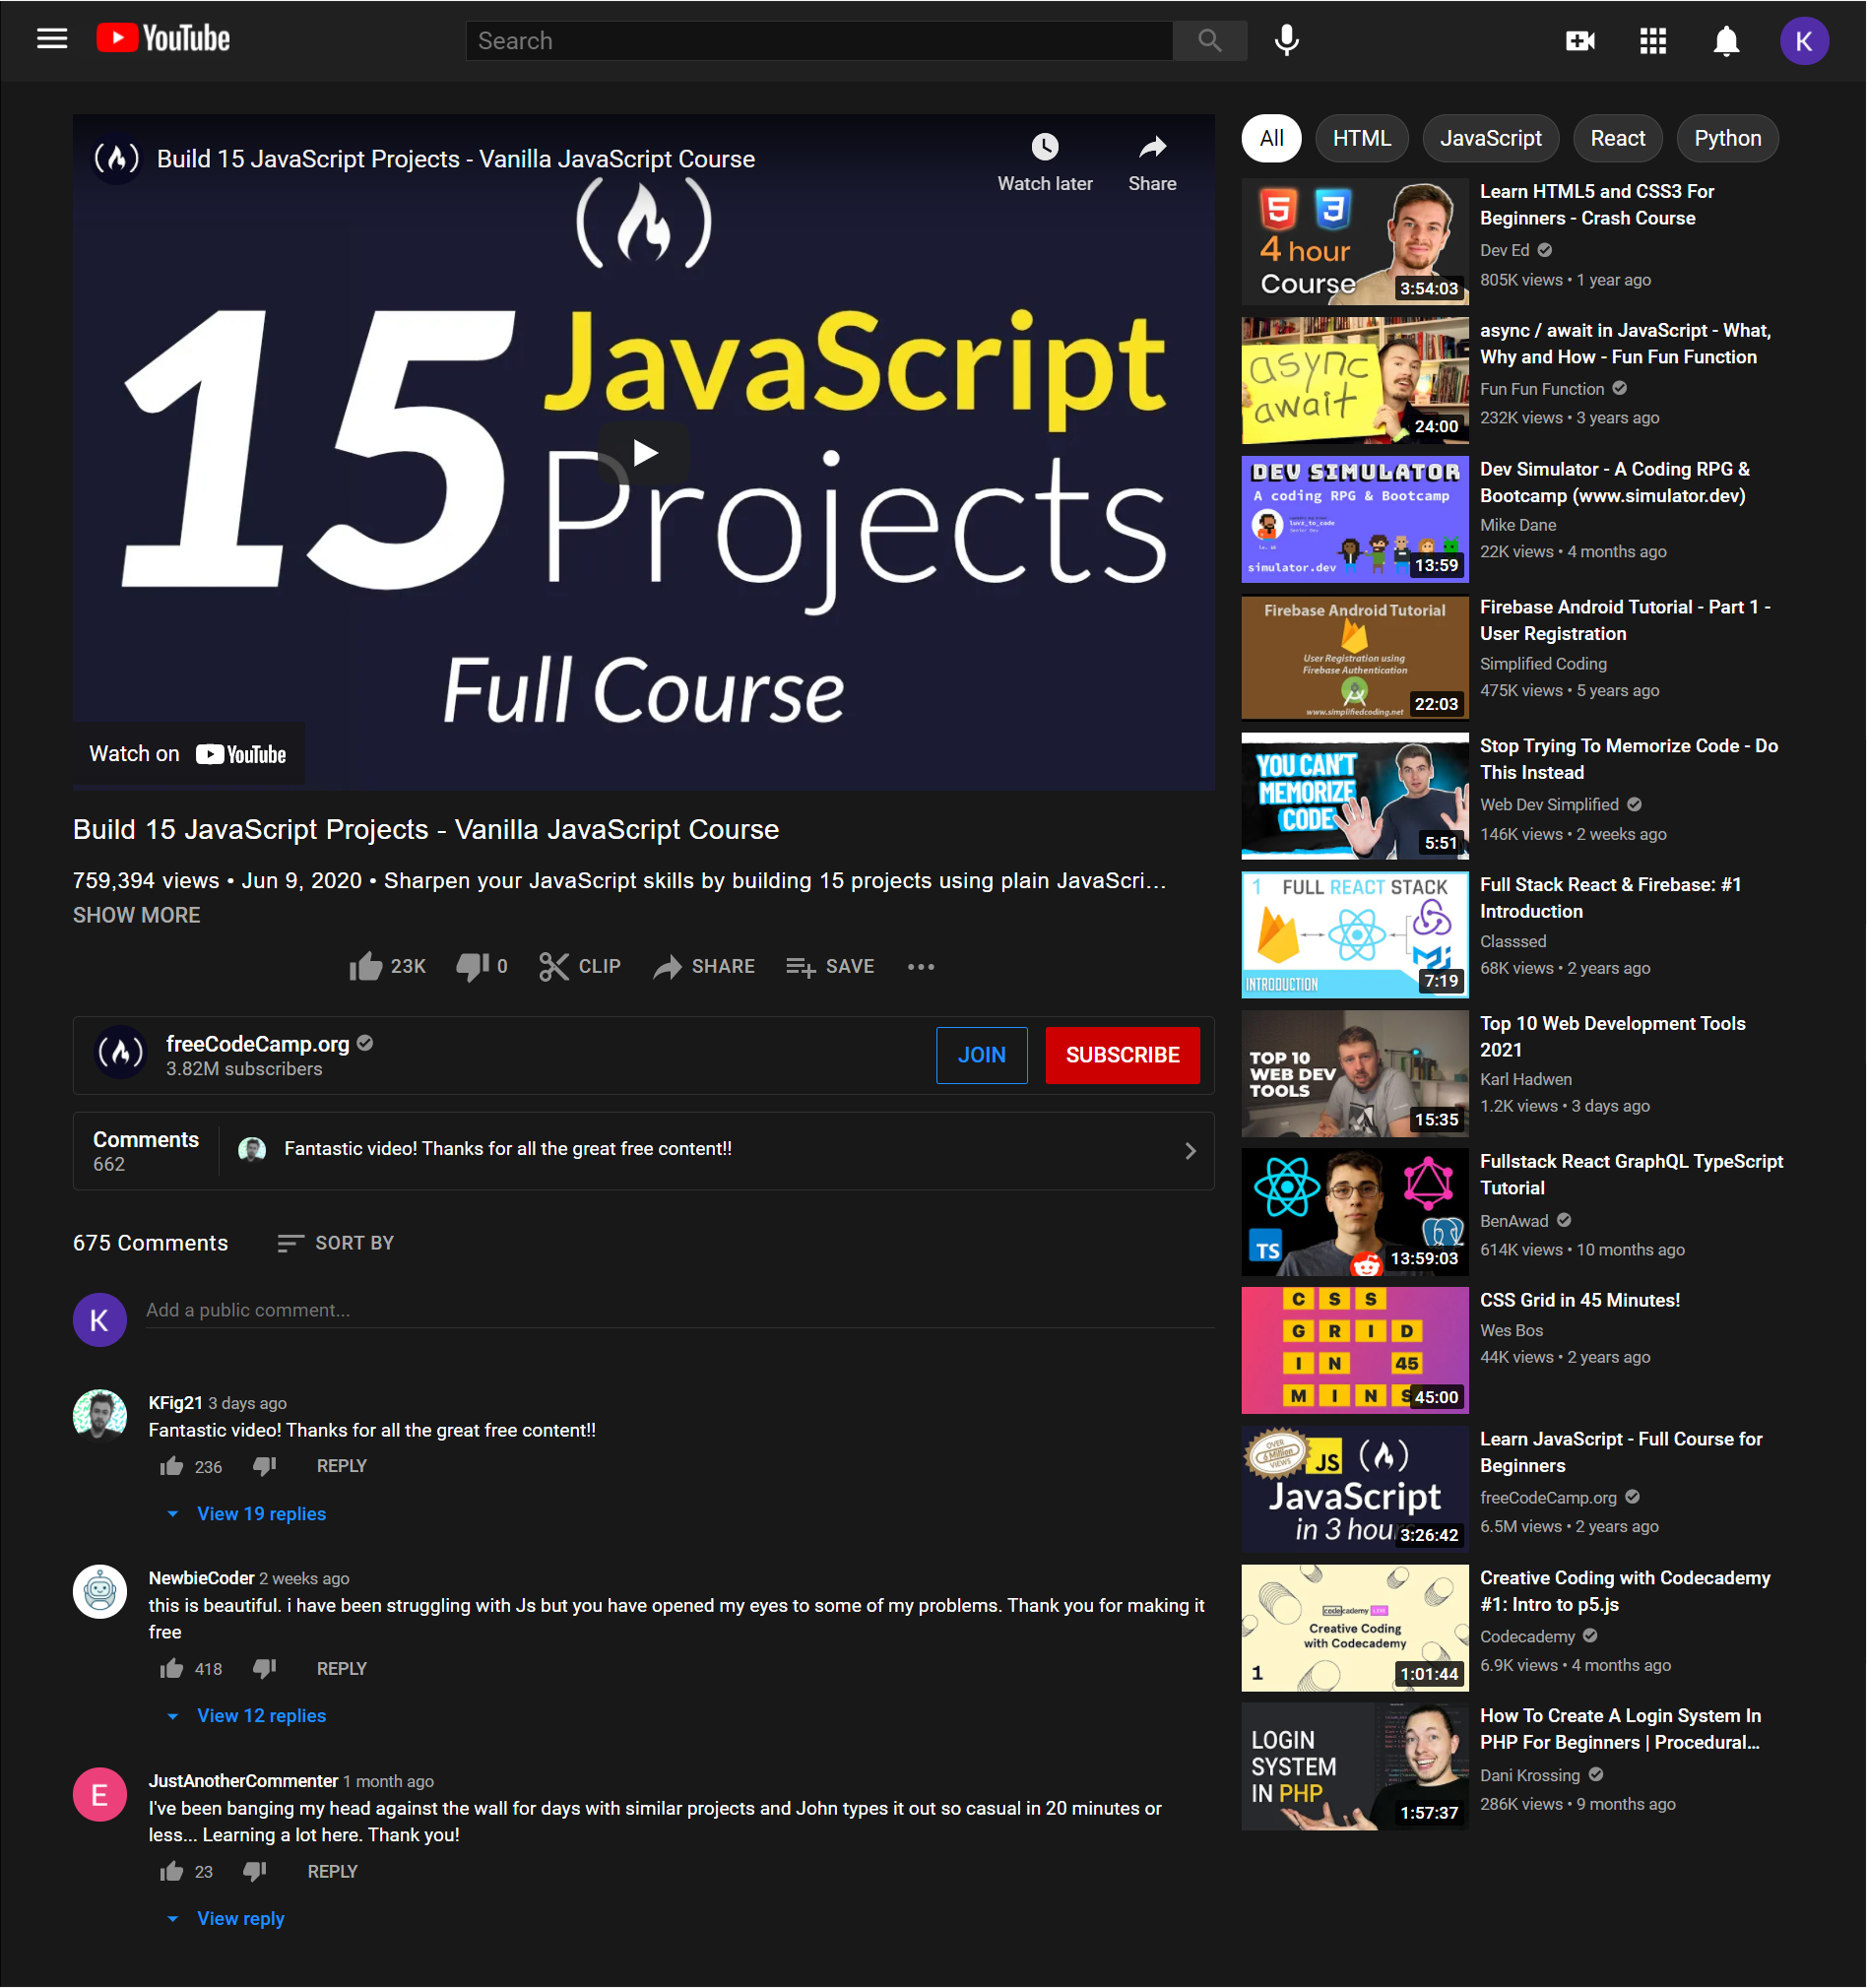 YouTube
Search
K
Build 15 JavaScript Projects - Vanilla JavaScript Course
Watch later
Share
15 JavaScript
Projects
Full Course
Watch on YouTube
Build 15 JavaScript Projects - Vanilla JavaScript Course
759,394 views • Jun 9, 2020 • Sharpen your JavaScript skills by building 15 projects using plain JavaScri...
SHOW MORE
23K
0
CLIP
SHARE
SAVE
freeCodeCamp.org
3.82M subscribers
JOIN
SUBSCRIBE
Comments
662
Fantastic video! Thanks for all the great free content!!
675 Comments
SORT BY
K
Add a public comment...
KFig21 3 days ago
Fantastic video! Thanks for all the great free content!!
236
REPLY
View 19 replies
NewbieCoder 2 weeks ago
this is beautiful. i have been struggling with Js but you have opened my eyes to some of my problems. Thank you for making it
free
418
REPLY
View 12 replies
E
JustAnotherCommenter 1 month ago
I've been banging my head against the wall for days with similar projects and John types it out so casual in 20 minutes or
less... Learning a lot here. Thank you!
23
REPLY
View reply
All
HTML
JavaScript
React
Python
5 3
4 hour
Course
3:54:03
Learn HTML5 and CSS3 For
Beginners - Crash Course
Dev Ed
805K views • 1 year ago
async
await
24:00
async / await in JavaScript - What,
Why and How - Fun Fun Function
Fun Fun Function
232K views • 3 years ago
DEV SIMULATOR
A coding RPG & Bootcamp
simulator.dev
13:59
Dev Simulator - A Coding RPG &
Bootcamp (www.simulator.dev)
Mike Dane
22K views • 4 months ago
Firebase Android Tutorial
User Registration using
Firebase Authentication
www.simplifiedcoding.net
22:03
Firebase Android Tutorial - Part 1 -
User Registration
Simplified Coding
475K views • 5 years ago
YOU CAN'T
MEMORIZE
CODE
5:51
Stop Trying To Memorize Code - Do
This Instead
Web Dev Simplified
146K views • 2 weeks ago
1 FULL REACT STACK
INTRODUCTION
7:19
Full Stack React & Firebase: #1
Introduction
Classsed
68K views • 2 years ago
TOP 10
WEB DEV
TOOLS
15:35
Top 10 Web Development Tools
2021
Karl Hadwen
1.2K views • 3 days ago
TS
13:59:03
Fullstack React GraphQL TypeScript
Tutorial
BenAwad
614K views • 10 months ago
CSS
GRID
IN 45
MINS
45:00
CSS Grid in 45 Minutes!
Wes Bos
44K views • 2 years ago
OVER
6 Million
VIEWS
JS
JavaScript
in 3 hour
3:26:42
Learn JavaScript - Full Course for
Beginners
freeCodeCamp.org
6.5M views • 2 years ago
codecademy LIVE
Creative Coding
with Codecademy
1
1:01:44
Creative Coding with Codecademy
#1: Intro to p5.js
Codecademy
6.9K views • 4 months ago
LOGIN
SYSTEM
IN PHP
1:57:37
How To Create A Login System In
PHP For Beginners | Procedural...
Dani Krossing
286K views • 9 months ago